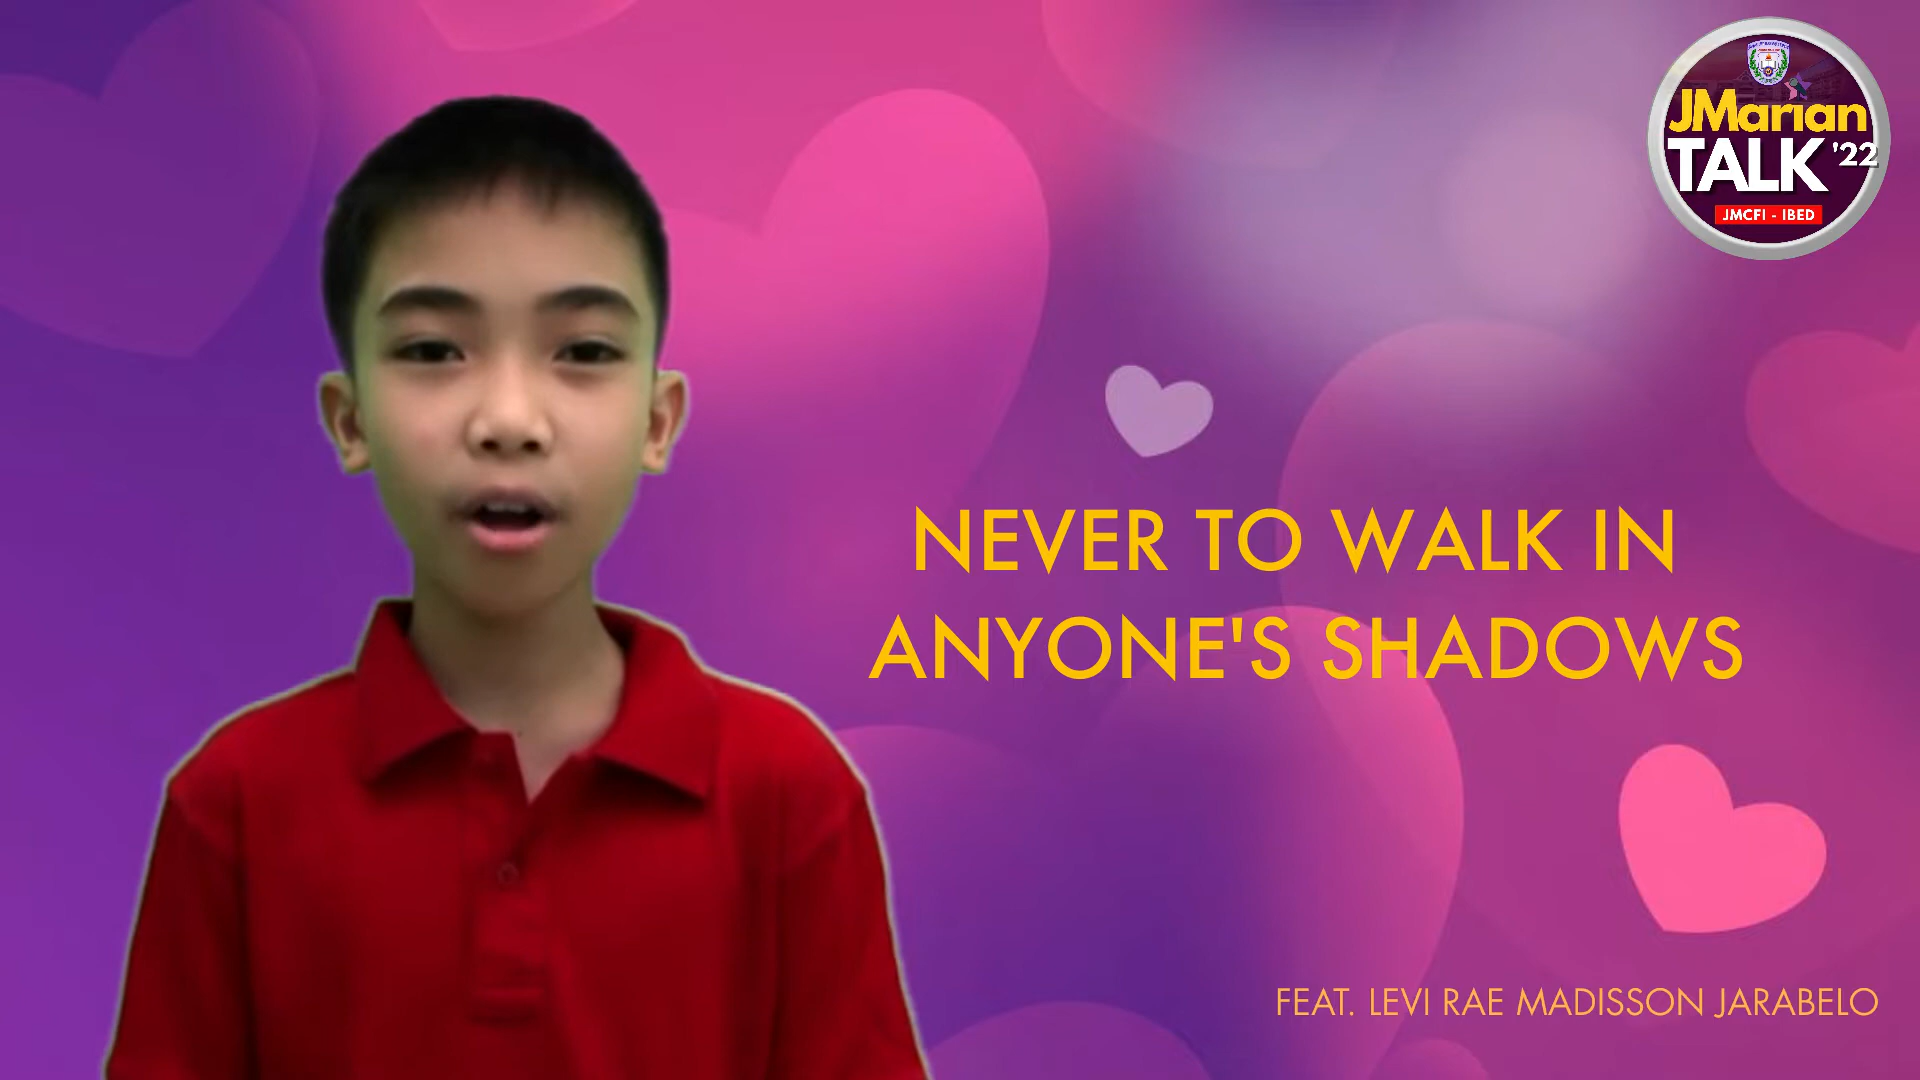 JMarian
TALK '22
JMCFI - IBED
NEVER TO WALK IN
ANYONE'S SHADOWS
FEAT. LEVI RAE MADISSON JARABELO